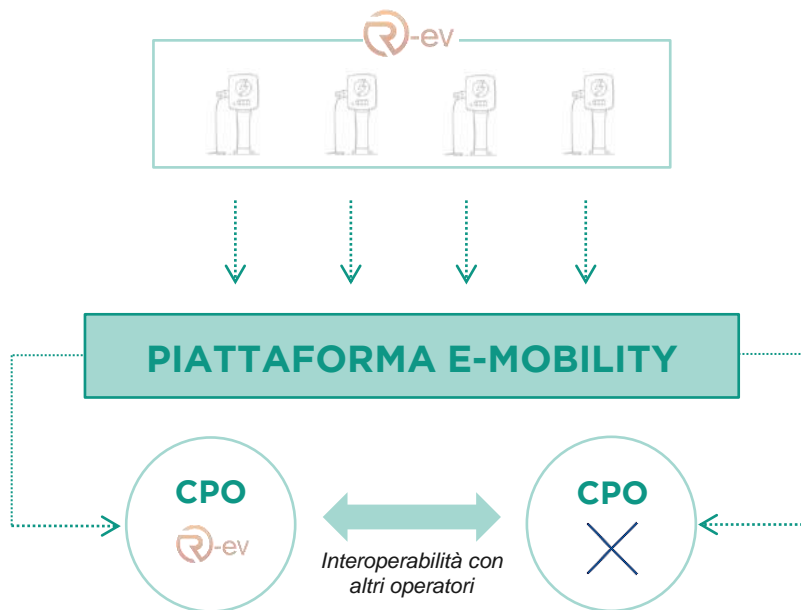 R-ev
PIATTAFORMA E-MOBILITY
CPO
R-ev
CPO
Interoperabilità con
altri operatori